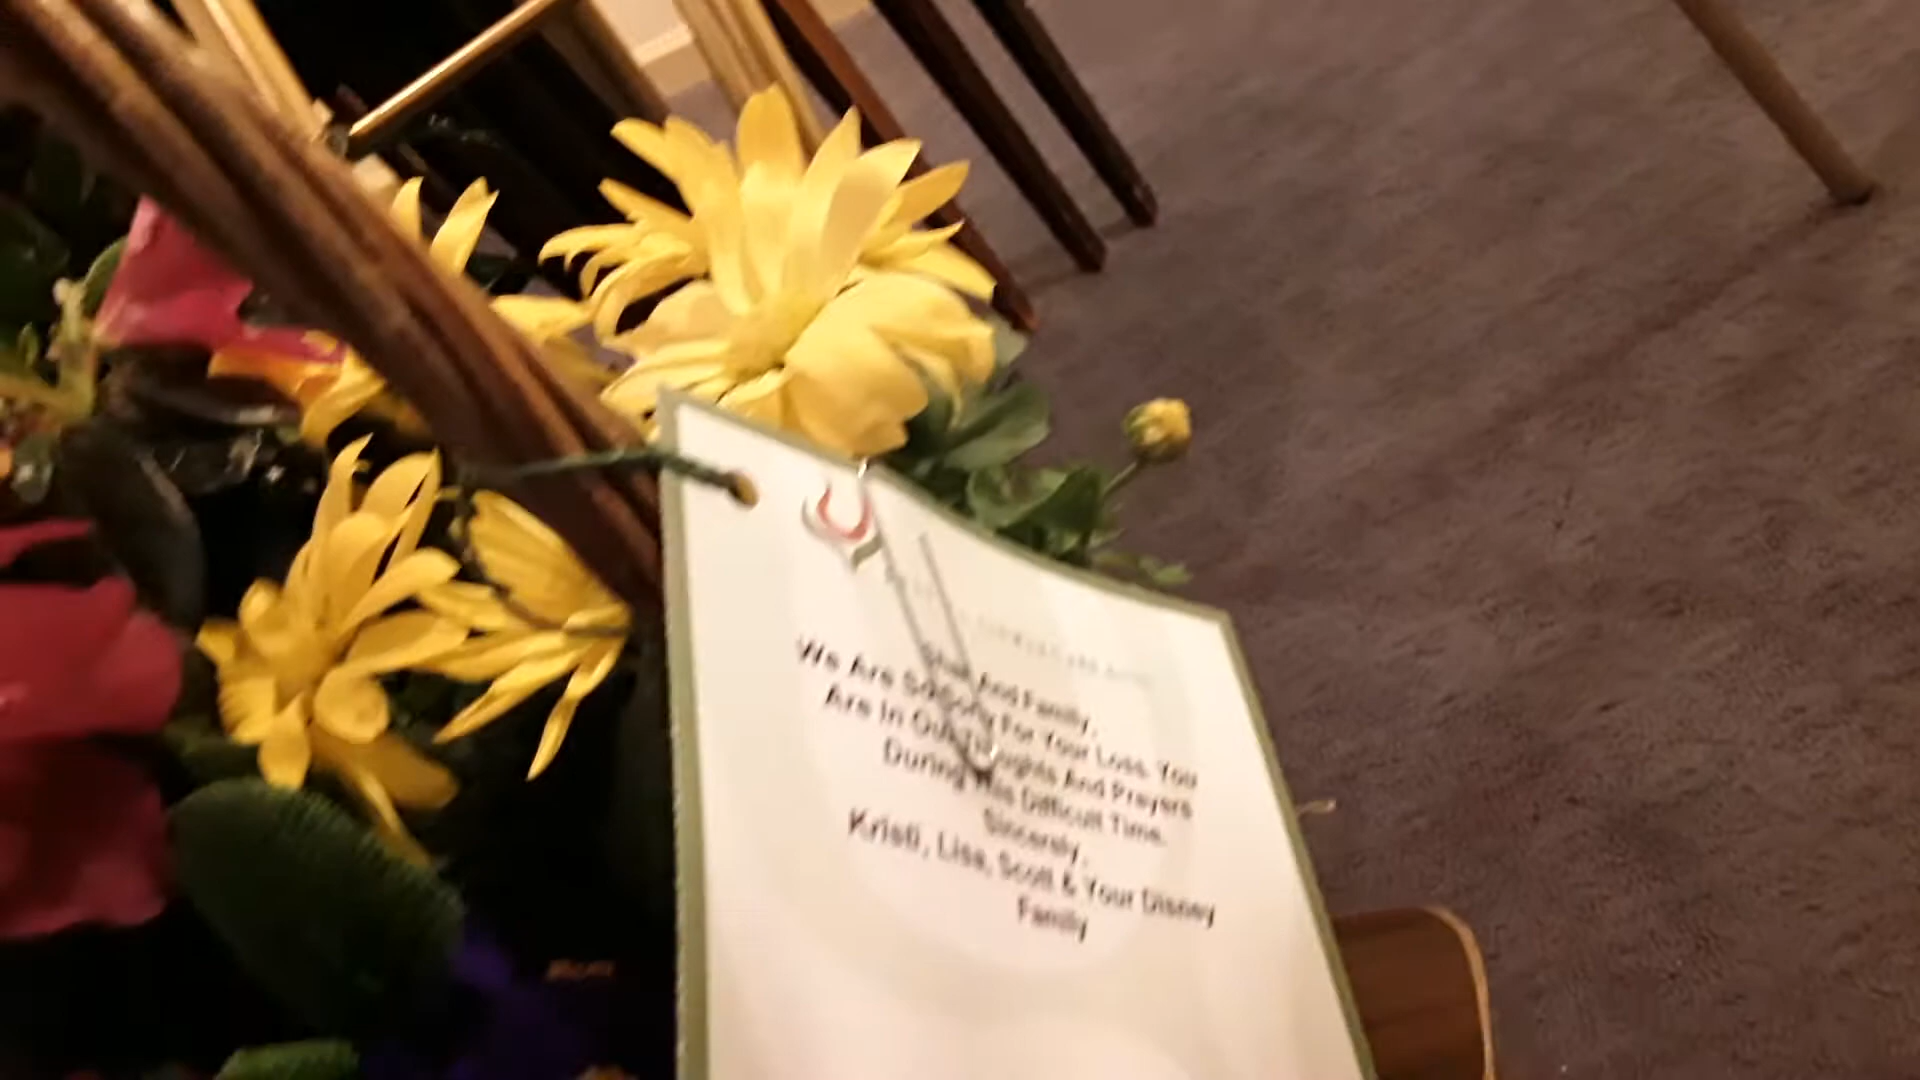 And Family,
We Are So Sorry For Your Loss. You
Are In Our Thoughts And Prayers
During This Difficult Time.
Sincerely,
Kristi, Lisa, Scott & Your Disney
Family